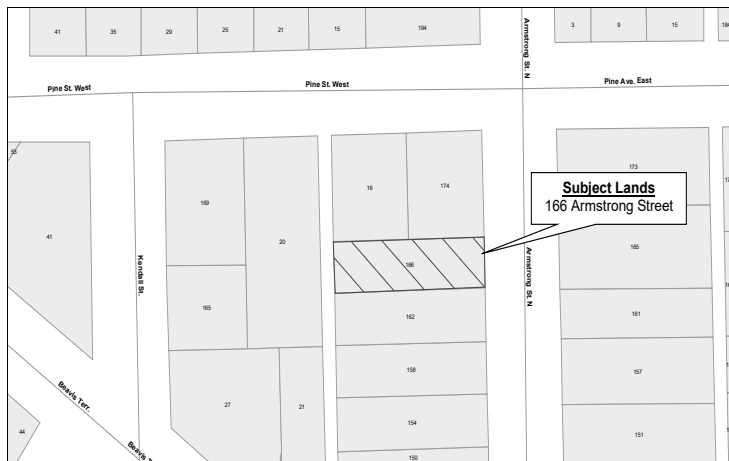 41 35 29 25 21 15 194 3 9 15 184
Armstrong St. N
Pine St. West Pine St. West Pine Ave. East
53
41
169 20 16 174 173
Subject Lands
166 Armstrong Street
Kendall St.
165
166
Armstrong St. N
165
162
161
158
157
27 21
154
151
150
Beavis Terr.
44